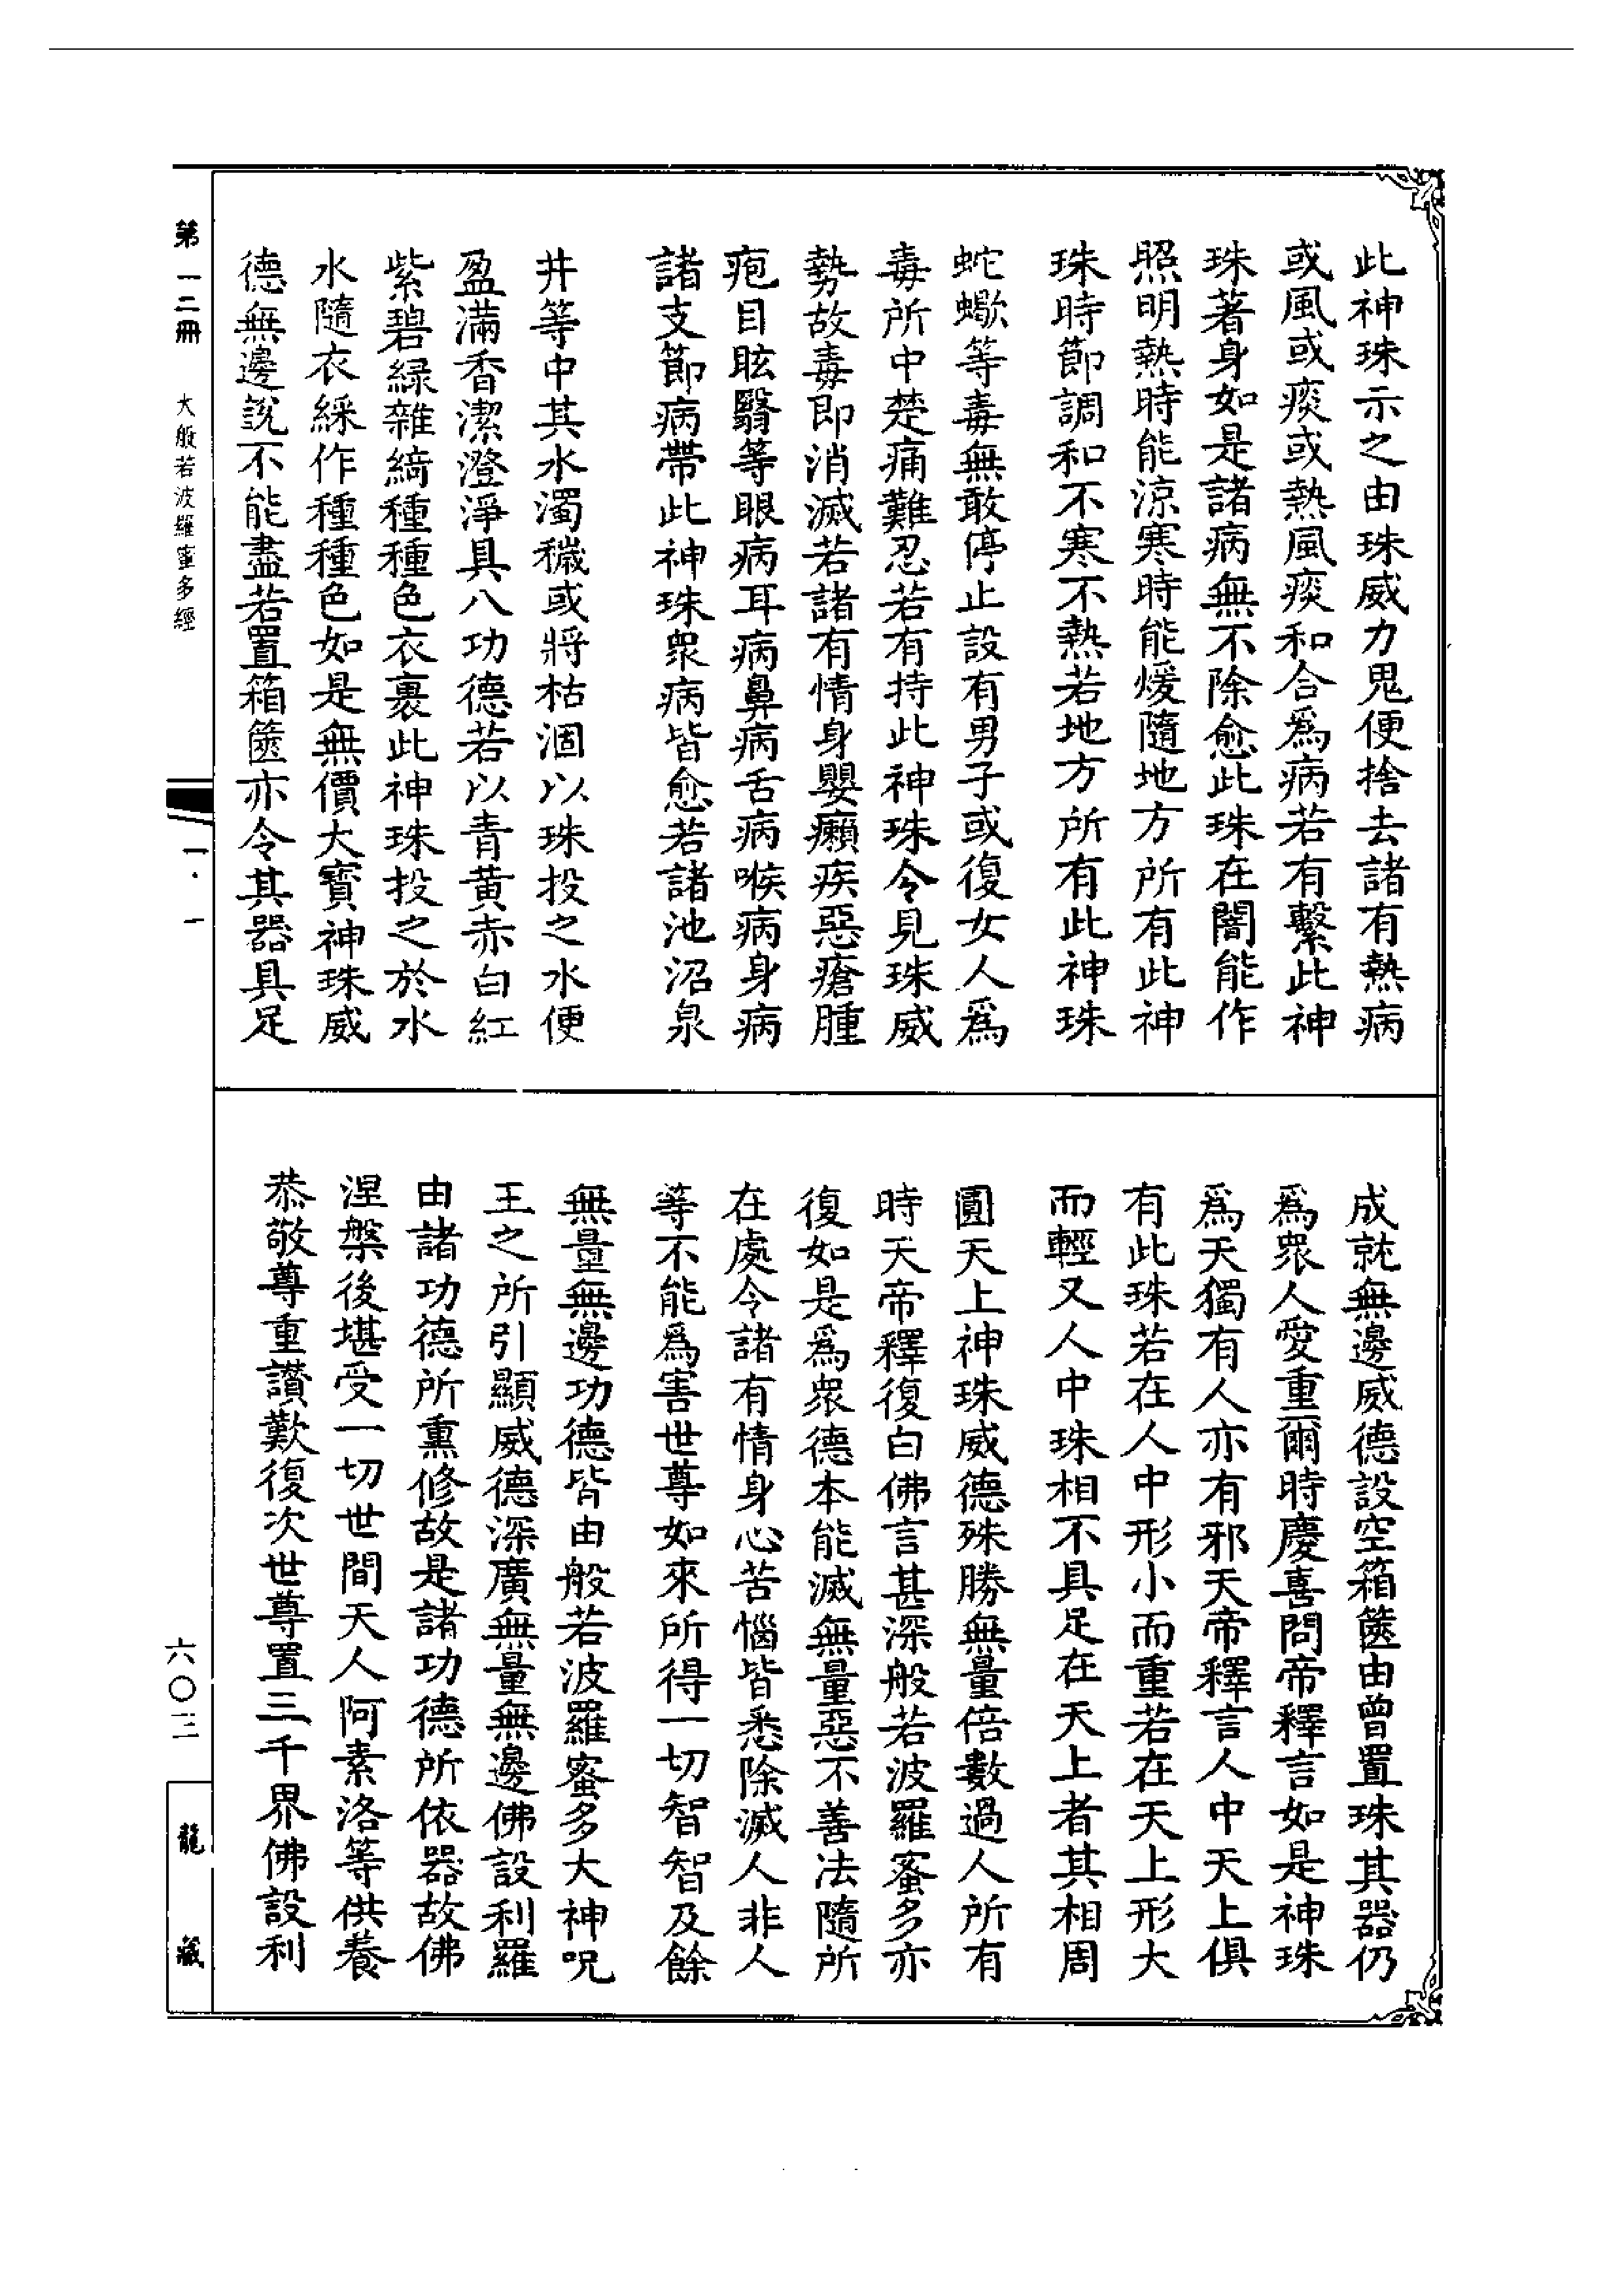 此神珠示之由珠威力鬼便捨去諸有熱病
或風或痰或熱風痰和合爲病若有繫此神
珠著身如是諸病無不除愈此珠在闇能作
照明熱時能涼寒時能煖隨地方所有此神
珠時節調和不寒不熱若地方所有此神珠
蛇蠍等毒無敢停止設有男子或復女人爲
毒所中楚痛難忍若有持此神珠令見珠威
勢故毒即消滅若諸有情身嬰癩疾惡瘡腫
疱目眩翳等眼病耳病鼻病舌病喉病身病
諸支節病帶此神珠衆病皆愈若諸池沼泉
井等中其水濁穢或將枯涸以珠投之水便
盈滿香潔澄淨具八功德若以青黃赤白紅
紫碧綠雜綺種種色衣裹此神珠投之於水
水隨衣綵作種種色如是無價大寶神珠威
德無邊說不能盡若置箱篋亦令其器具足
成就無邊威德設空箱篋由曾置珠其器仍
爲衆人愛重爾時慶喜問帝釋言如是神珠
爲天獨有人亦有邪天帝釋言人中天上俱
有此珠若在人中形小而重若在天上形大
而輕又人中珠相不具足在天上者其相周
圓天上神珠威德殊勝無量倍數過人所有
時天帝釋復白佛言甚深般若波羅蜜多亦
復如是爲衆德本能滅無量惡不善法隨所
在處令諸有情身心苦惱皆悉除滅人非人
等不能爲害世尊如來所得一切智智及餘
無量無邊功德皆由般若波羅蜜多大神呪
王之所引顯威德深廣無量無邊佛設利羅
由諸功德所熏修故是諸功德所依器故佛
涅槃後堪受一切世間天人阿素洛等供養
恭敬尊重讚歎復次世尊置三千界佛設利
第一二冊 大般若波羅蜜多經
一·一
六〇三
龍藏